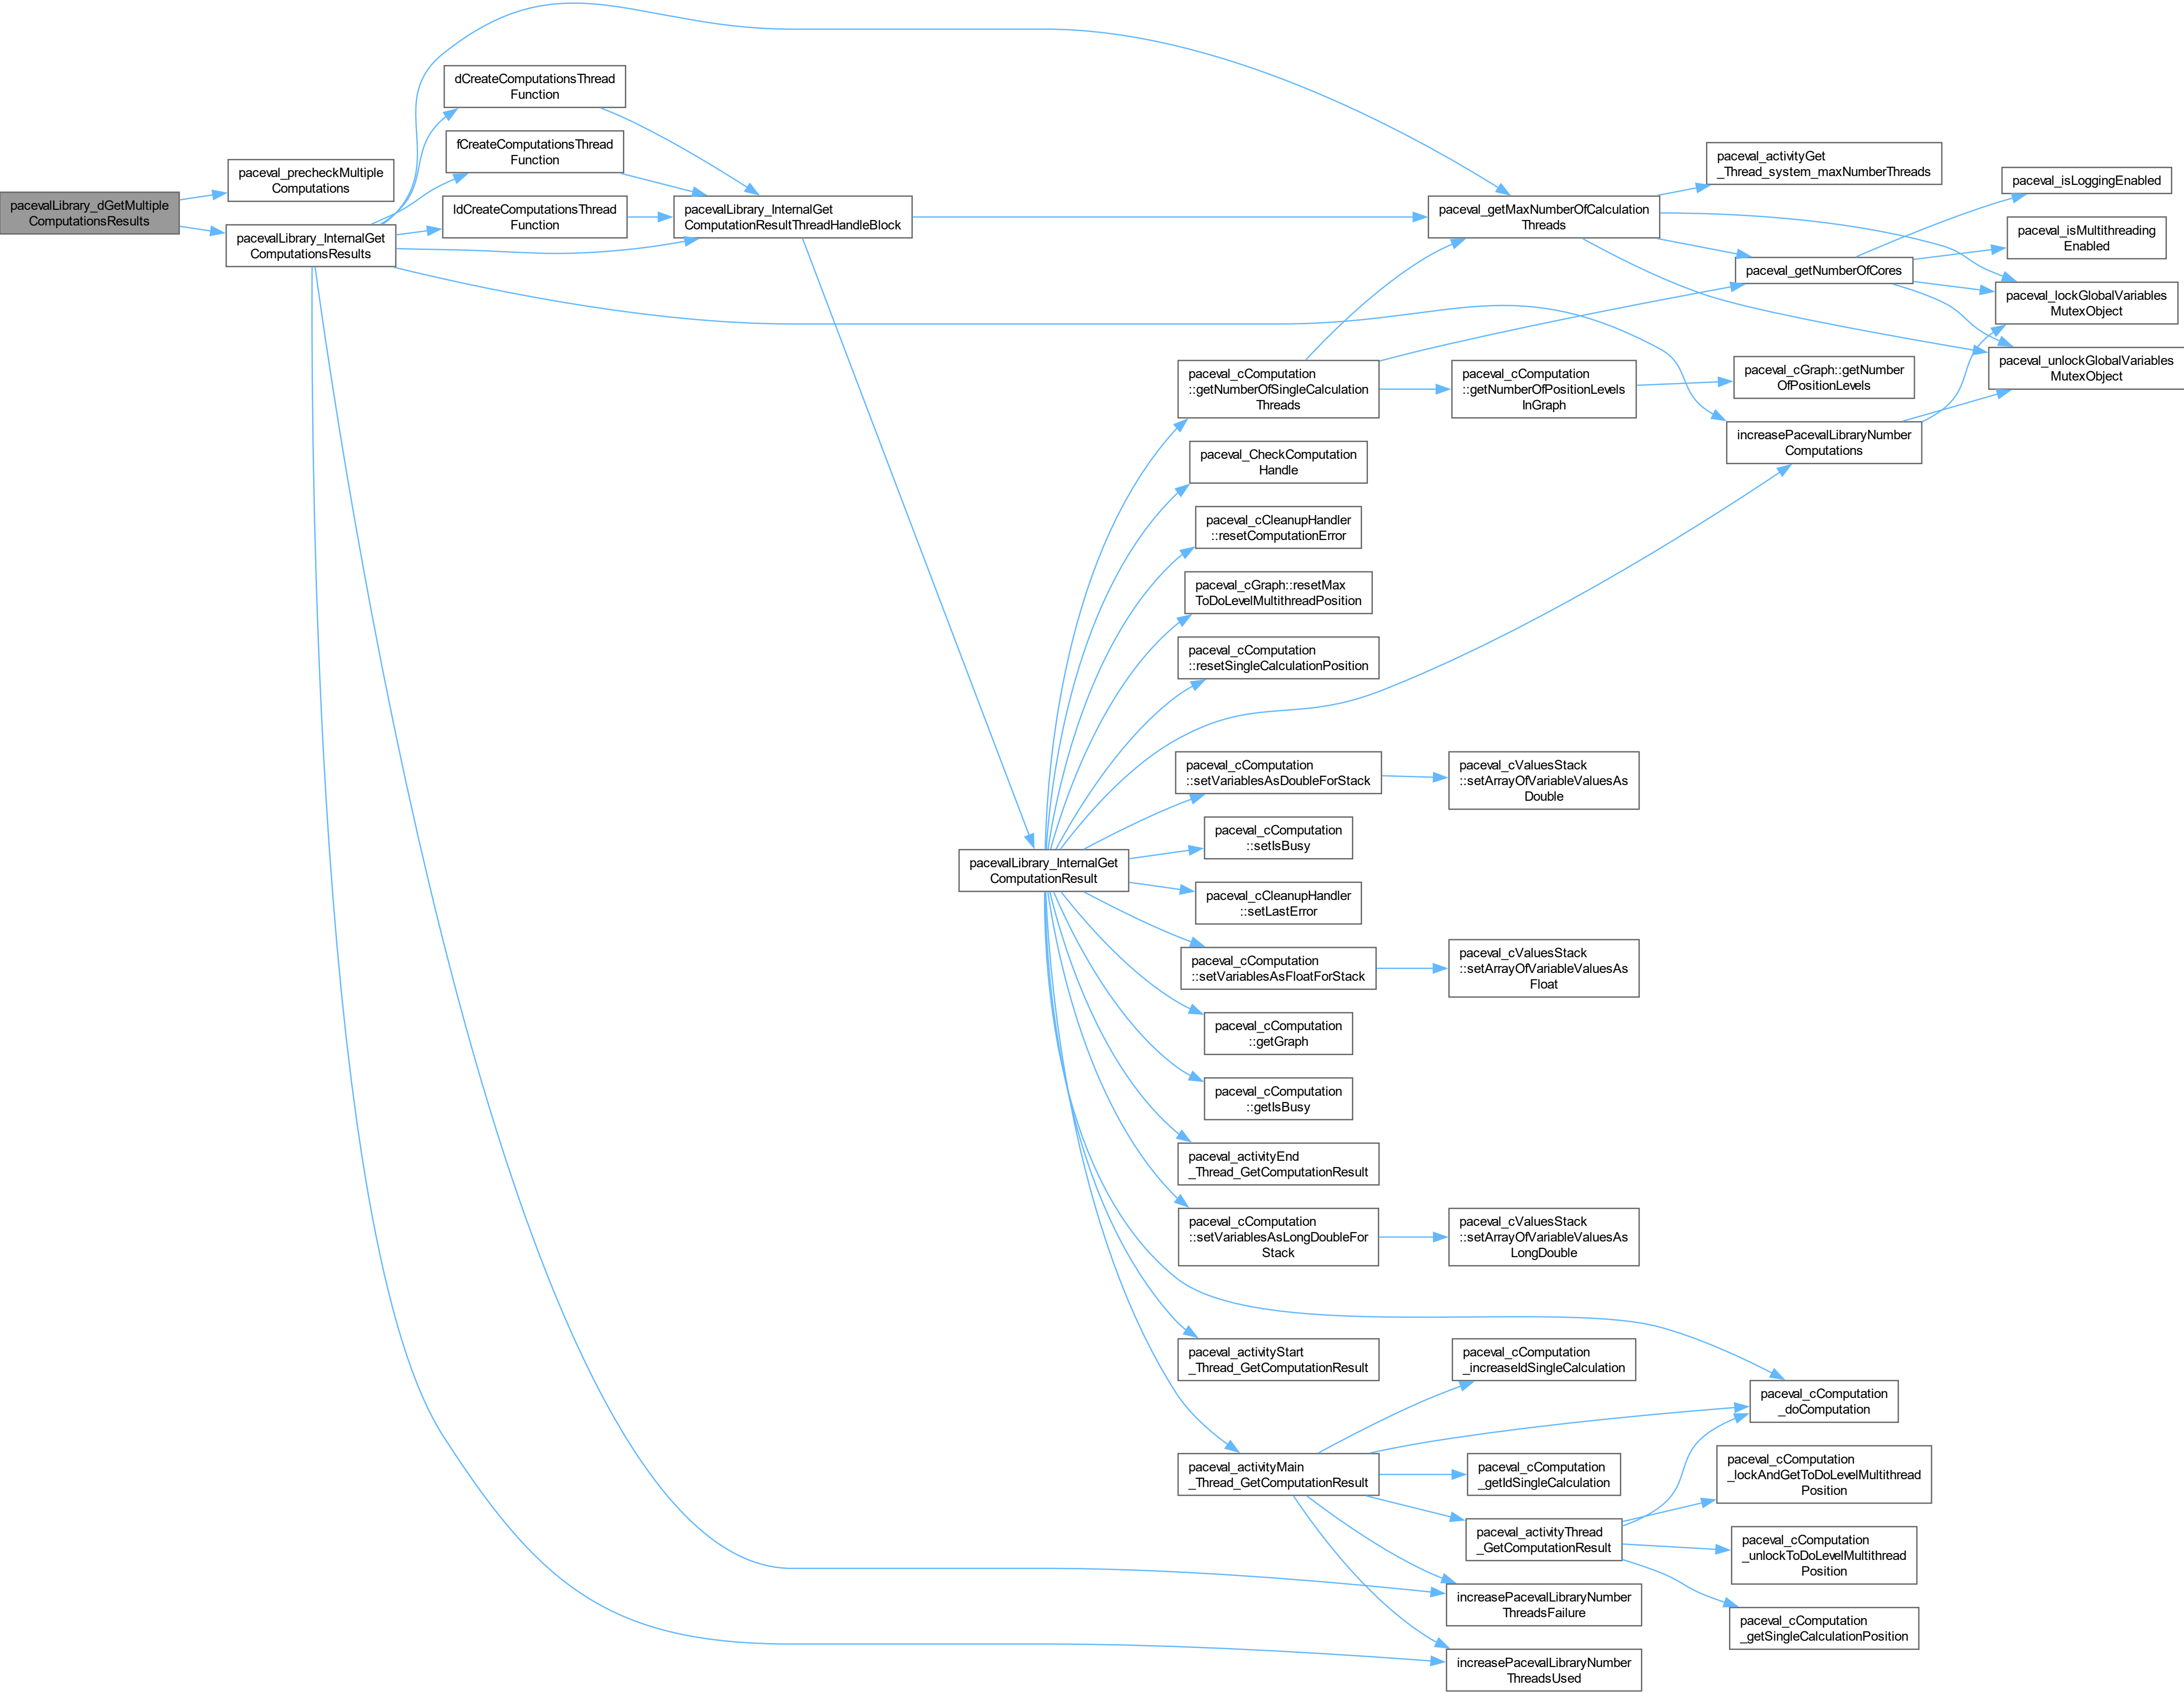 pacevalLibrary_dGetMultiple
ComputationsResults
paceval_precheckMultiple
Computations
pacevalLibrary_InternalGet
ComputationsResults
dCreateComputationsThread
Function
fCreateComputationsThread
Function
ldCreateComputationsThread
Function
pacevalLibrary_InternalGet
ComputationResultThreadHandleBlock
pacevalLibrary_InternalGet
ComputationResult
paceval_cComputation
::getNumberOfSingleCalculation
Threads
paceval_CheckComputation
Handle
paceval_cCleanupHandler
::resetComputationError
paceval_cGraph::resetMax
ToDoLevelMultithreadPosition
paceval_cComputation
::resetSingleCalculationPosition
paceval_cComputation
::setVariablesAsDoubleForStack
paceval_cComputation
::setIsBusy
paceval_cCleanupHandler
::setLastError
paceval_cComputation
::setVariablesAsFloatForStack
paceval_cComputation
::getGraph
paceval_cComputation
::getIsBusy
paceval_activityEnd
_Thread_GetComputationResult
paceval_cComputation
::setVariablesAsLongDoubleFor
Stack
paceval_activityStart
_Thread_GetComputationResult
paceval_activityMain
_Thread_GetComputationResult
paceval_getMaxNumberOfCalculation
Threads
paceval_cComputation
::getNumberOfPositionLevels
InGraph
paceval_cValuesStack
::setArrayOfVariableValuesAs
Double
paceval_cValuesStack
::setArrayOfVariableValuesAs
Float
paceval_cValuesStack
::setArrayOfVariableValuesAs
LongDouble
paceval_cComputation
_increaseIdSingleCalculation
paceval_cComputation
_getIdSingleCalculation
paceval_activityThread
_GetComputationResult
increasePacevalLibraryNumber
ThreadsFailure
increasePacevalLibraryNumber
ThreadsUsed
paceval_activityGet
_Thread_system_maxNumberThreads
paceval_getNumberOfCores
paceval_cGraph::getNumber
OfPositionLevels
increasePacevalLibraryNumber
Computations
paceval_cComputation
_doComputation
paceval_cComputation
_lockAndGetToDoLevelMultithread
Position
paceval_cComputation
_unlockToDoLevelMultithread
Position
paceval_cComputation
_getSingleCalculationPosition
paceval_isLoggingEnabled
paceval_isMultithreading
Enabled
paceval_lockGlobalVariables
MutexObject
paceval_unlockGlobalVariables
MutexObject